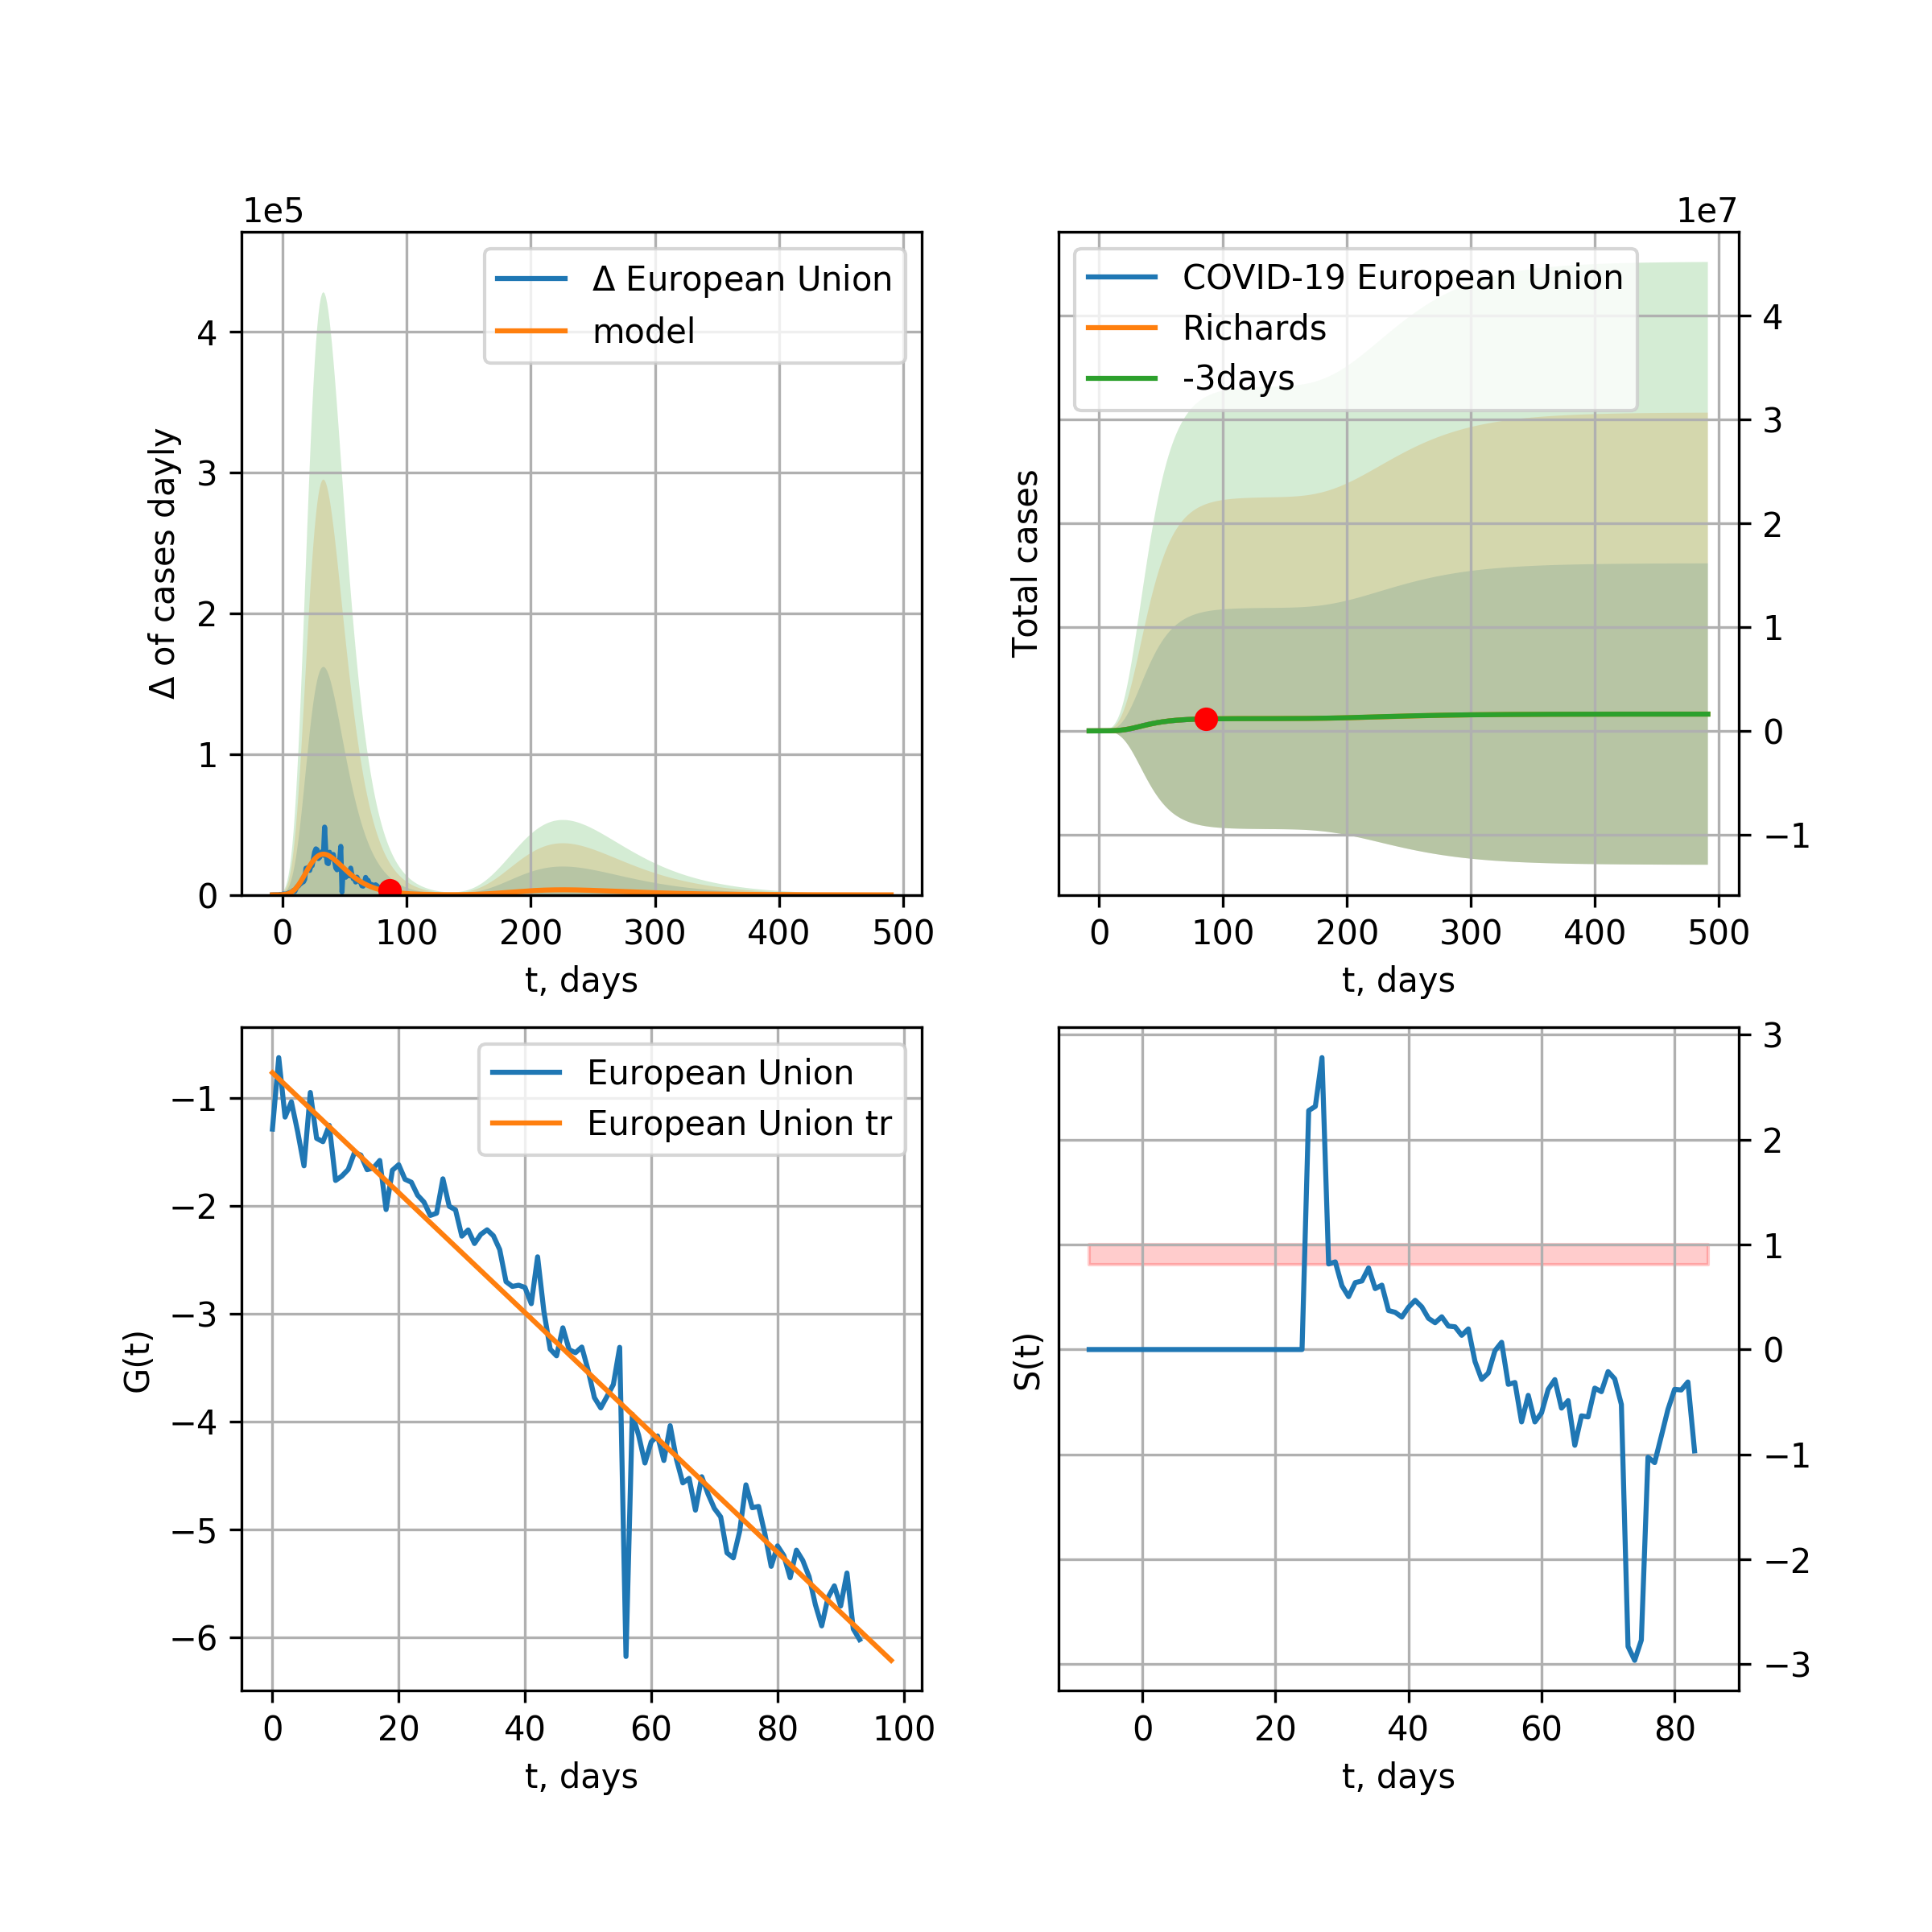 1e5
Δ European Union
model
4
3
2
1
0
Δ of cases dayly
0 100 200 300 400 500
t, days
1e7
COVID-19 European Union
Richards
-3days
4
3
2
1
0
−1
Total cases
0 100 200 300 400 500
t, days
European Union
European Union tr
−1
−2
−3
−4
−5
−6
G(t)
0 20 40 60 80 100
t, days
3
2
1
0
−1
−2
−3
S(t)
0 20 40 60 80
t, days